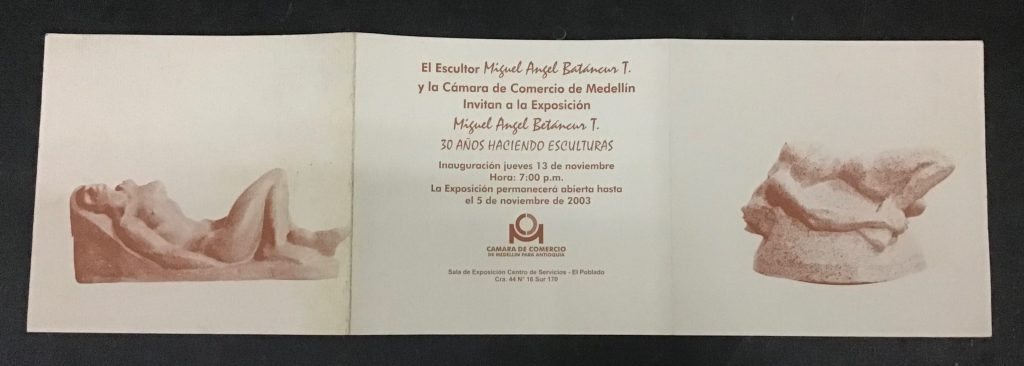 El Escultor Miguel Angel Batáncur T.
y la Cámara de Comercio de Medellín
Invitan a la Exposición
Miguel Angel Betáncur T.
30 AÑOS HACIENDO ESCULTURAS
Inauguración jueves 13 de noviembre
Hora: 7:00 p.m.
La Exposición permanecerá abierta hasta
el 5 de noviembre de 2003
CAMARA DE COMERCIO
DE MEDELLIN PARA ANTIOQUIA
Sala de Exposición Centro de Servicios - El Poblado
Cra. 44 N° 16 Sur 170